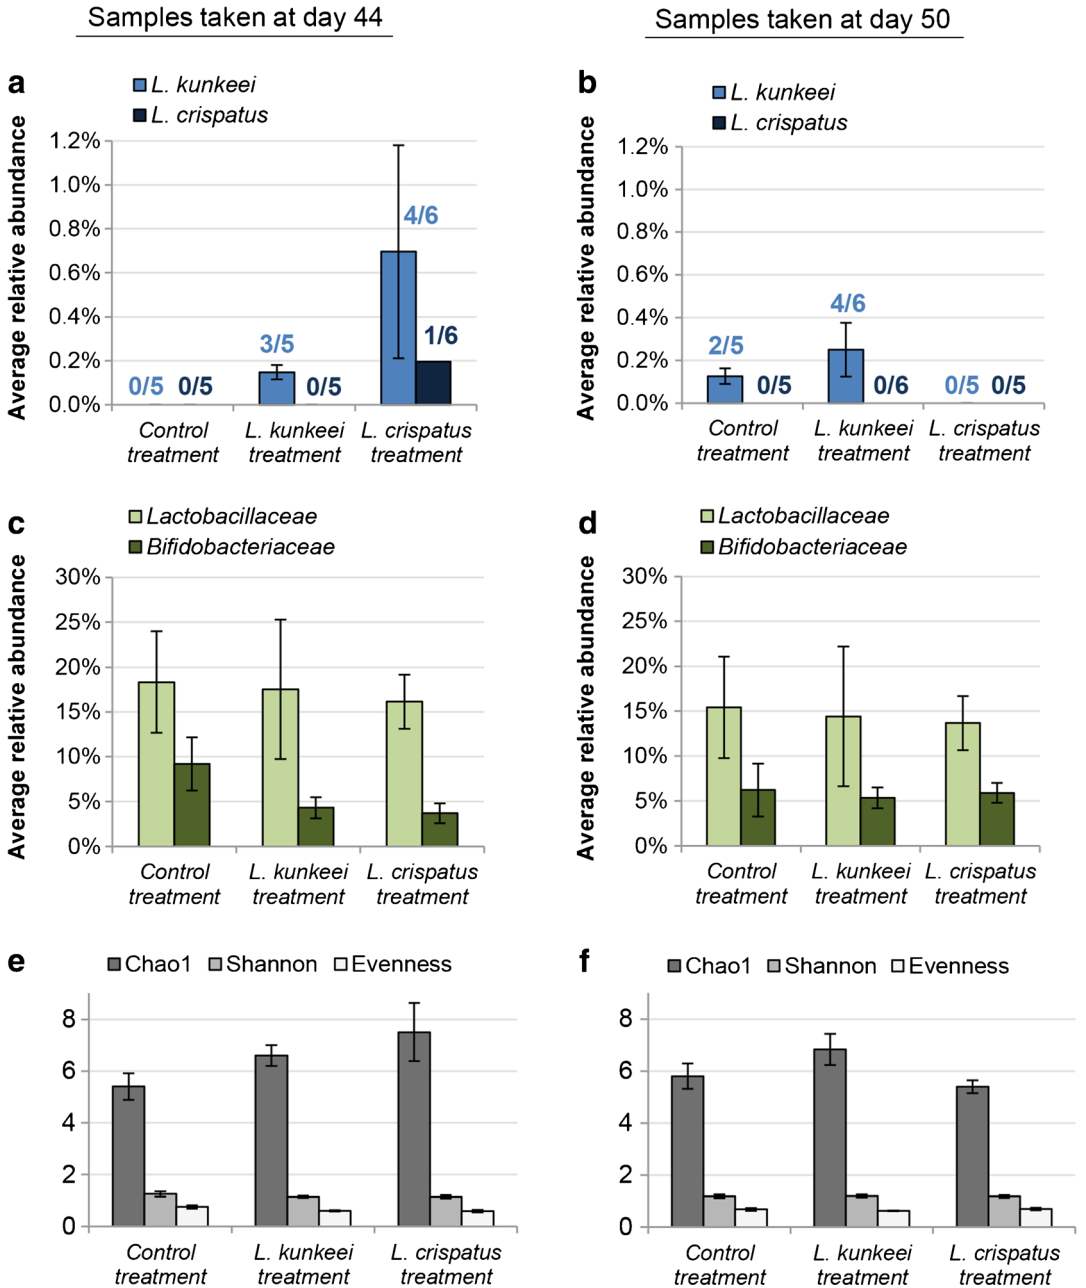 Samples taken at day 44
Samples taken at day 50
a
L. kunkeei
L. crispatus
Average relative abundance
1.2%
1.0%
0.8%
0.6%
0.4%
0.2%
0.0%
0/5 0/5
3/5
0/5
4/6
1/6
Control treatment
L. kunkeei treatment
L. crispatus treatment
b
L. kunkeei
L. crispatus
Average relative abundance
1.2%
1.0%
0.8%
0.6%
0.4%
0.2%
0.0%
2/5
0/5
4/6
0/6
0/5 0/5
Control treatment
L. kunkeei treatment
L. crispatus treatment
c
Lactobacillaceae
Bifidobacteriaceae
Average relative abundance
30%
25%
20%
15%
10%
5%
0%
Control treatment
L. kunkeei treatment
L. crispatus treatment
d
Lactobacillaceae
Bifidobacteriaceae
Average relative abundance
30%
25%
20%
15%
10%
5%
0%
Control treatment
L. kunkeei treatment
L. crispatus treatment
e
Chao1 Shannon Evenness
8
6
4
2
0
Control treatment
L. kunkeei treatment
L. crispatus treatment
f
Chao1 Shannon Evenness
8
6
4
2
0
Control treatment
L. kunkeei treatment
L. crispatus treatment